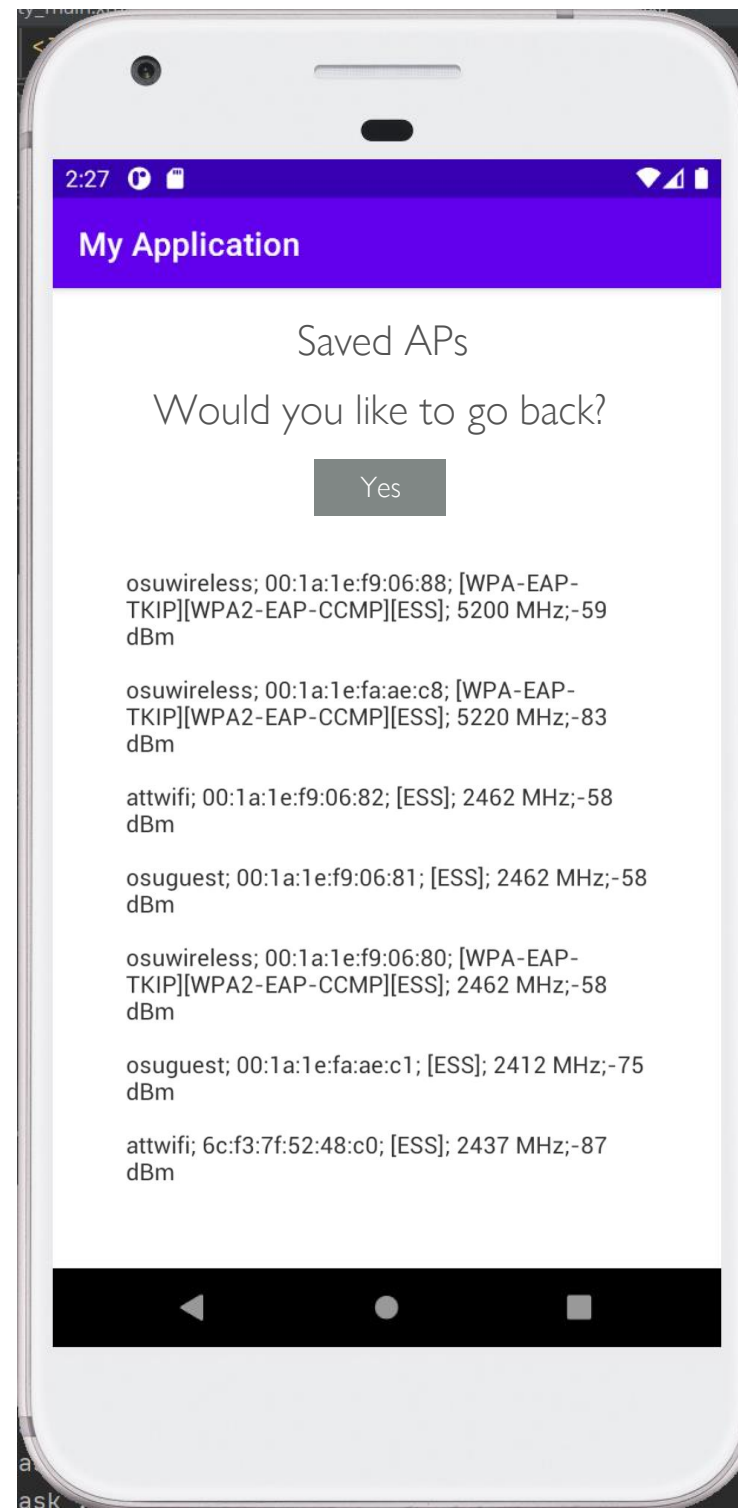 2:27
My Application
Saved APs
Would you like to go back?
Yes
osuwireless; 00:1a:1e:f9:06:88; [WPA-EAP-
TKIP][WPA2-EAP-CCMP][ESS]; 5200 MHz;-59
dBm
osuwireless; 00:1a:1e:fa:ae:c8; [WPA-EAP-
TKIP][WPA2-EAP-CCMP][ESS]; 5220 MHz;-83
dBm
attwifi; 00:1a:1e:f9:06:82; [ESS]; 2462 MHz;-58
dBm
osuguest; 00:1a:1e:f9:06:81; [ESS]; 2462 MHz;-58
dBm
osuwireless; 00:1a:1e:f9:06:80; [WPA-EAP-
TKIP][WPA2-EAP-CCMP][ESS]; 2462 MHz;-58
dBm
osuguest; 00:1a:1e:fa:ae:c1; [ESS]; 2412 MHz;-75
dBm
attwifi; 6c:f3:7f:52:48:c0; [ESS]; 2437 MHz;-87
dBm
ask